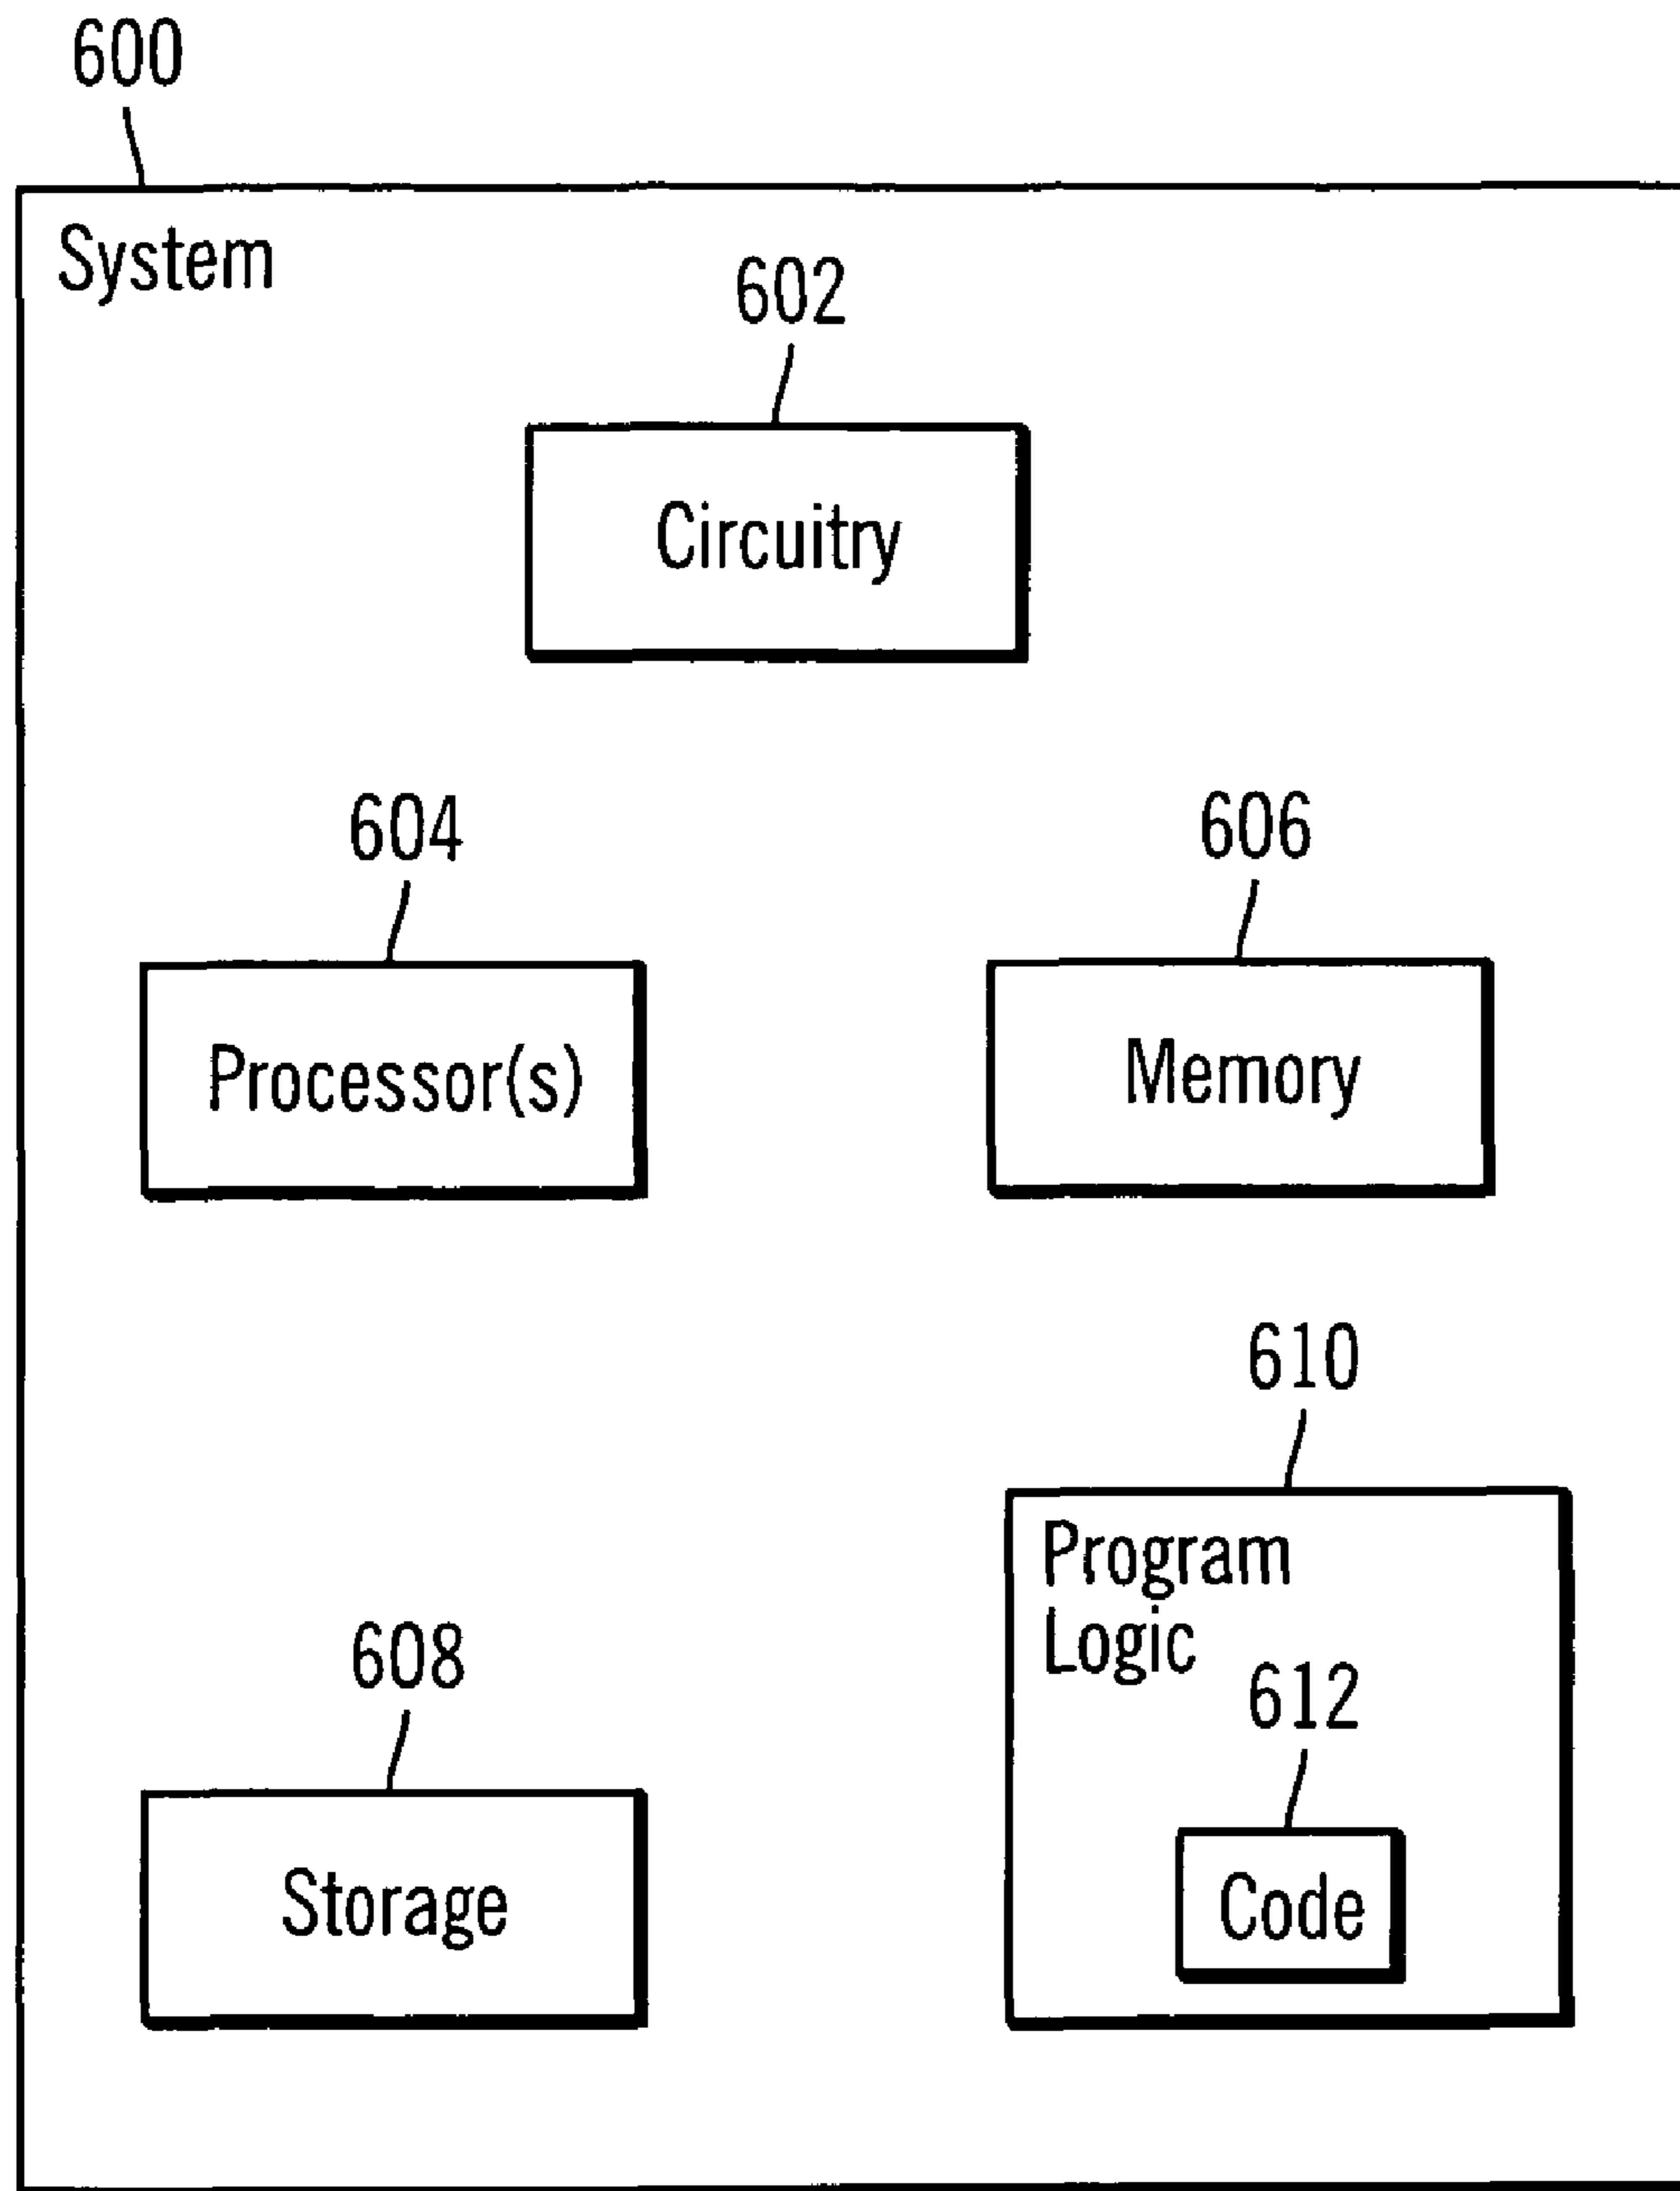 600
System
602
Circuitry
604
606
Processor(s)
Memory
610
Program
Logic
608
612
Storage
Code